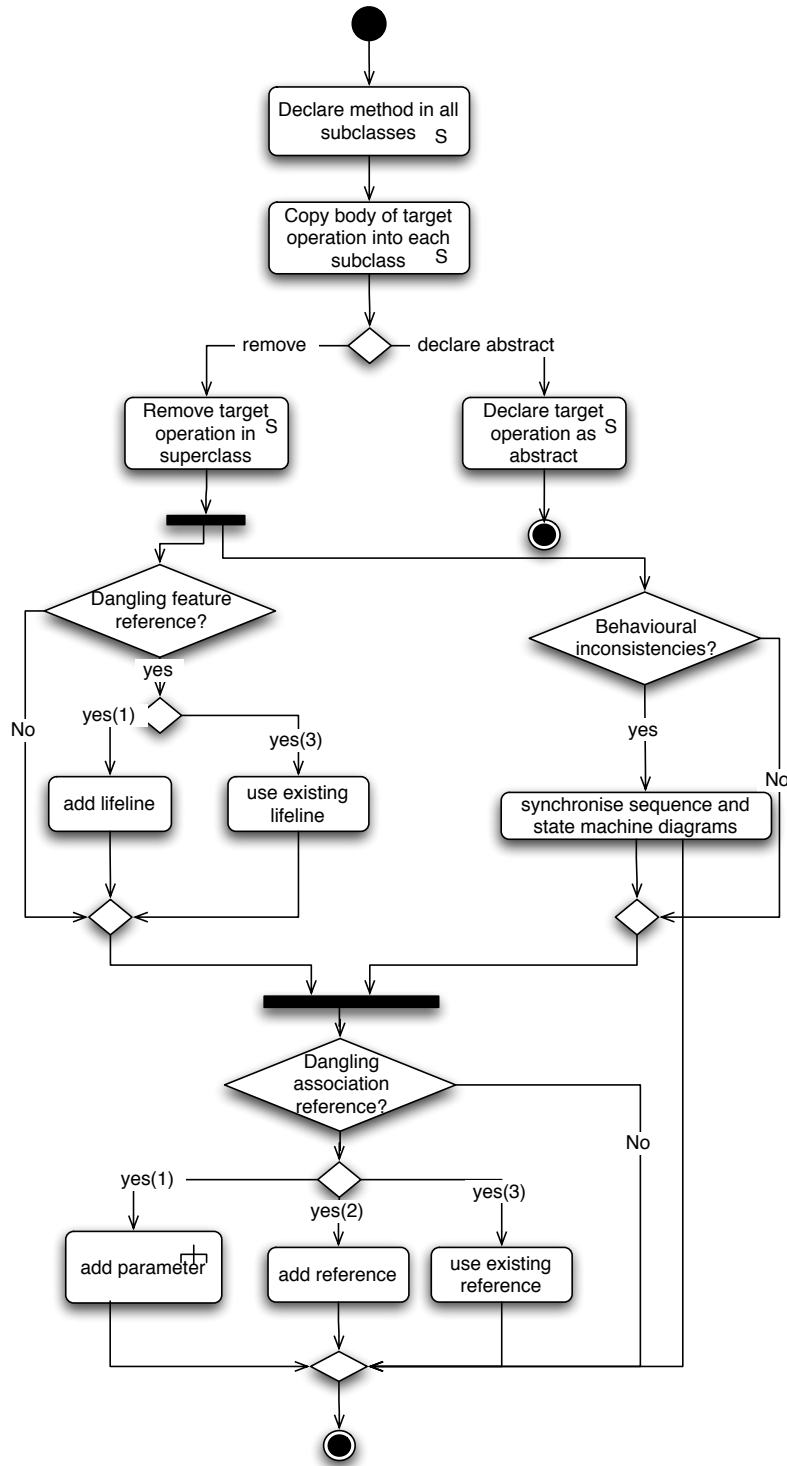 Declare method in all
subclasses S
Copy body of target
operation into each
subclass S
remove
declare abstract
Remove target
operation in S
superclass
Declare target
operation as S
abstract
Dangling feature
reference?
Behavioural
inconsistencies?
yes
No
yes(1)
yes(3)
yes
No
add lifeline
use existing
lifeline
synchronise sequence and
state machine diagrams
Dangling
association
reference?
No
yes(1)
yes(2)
yes(3)
add parameter
add reference
use existing
reference